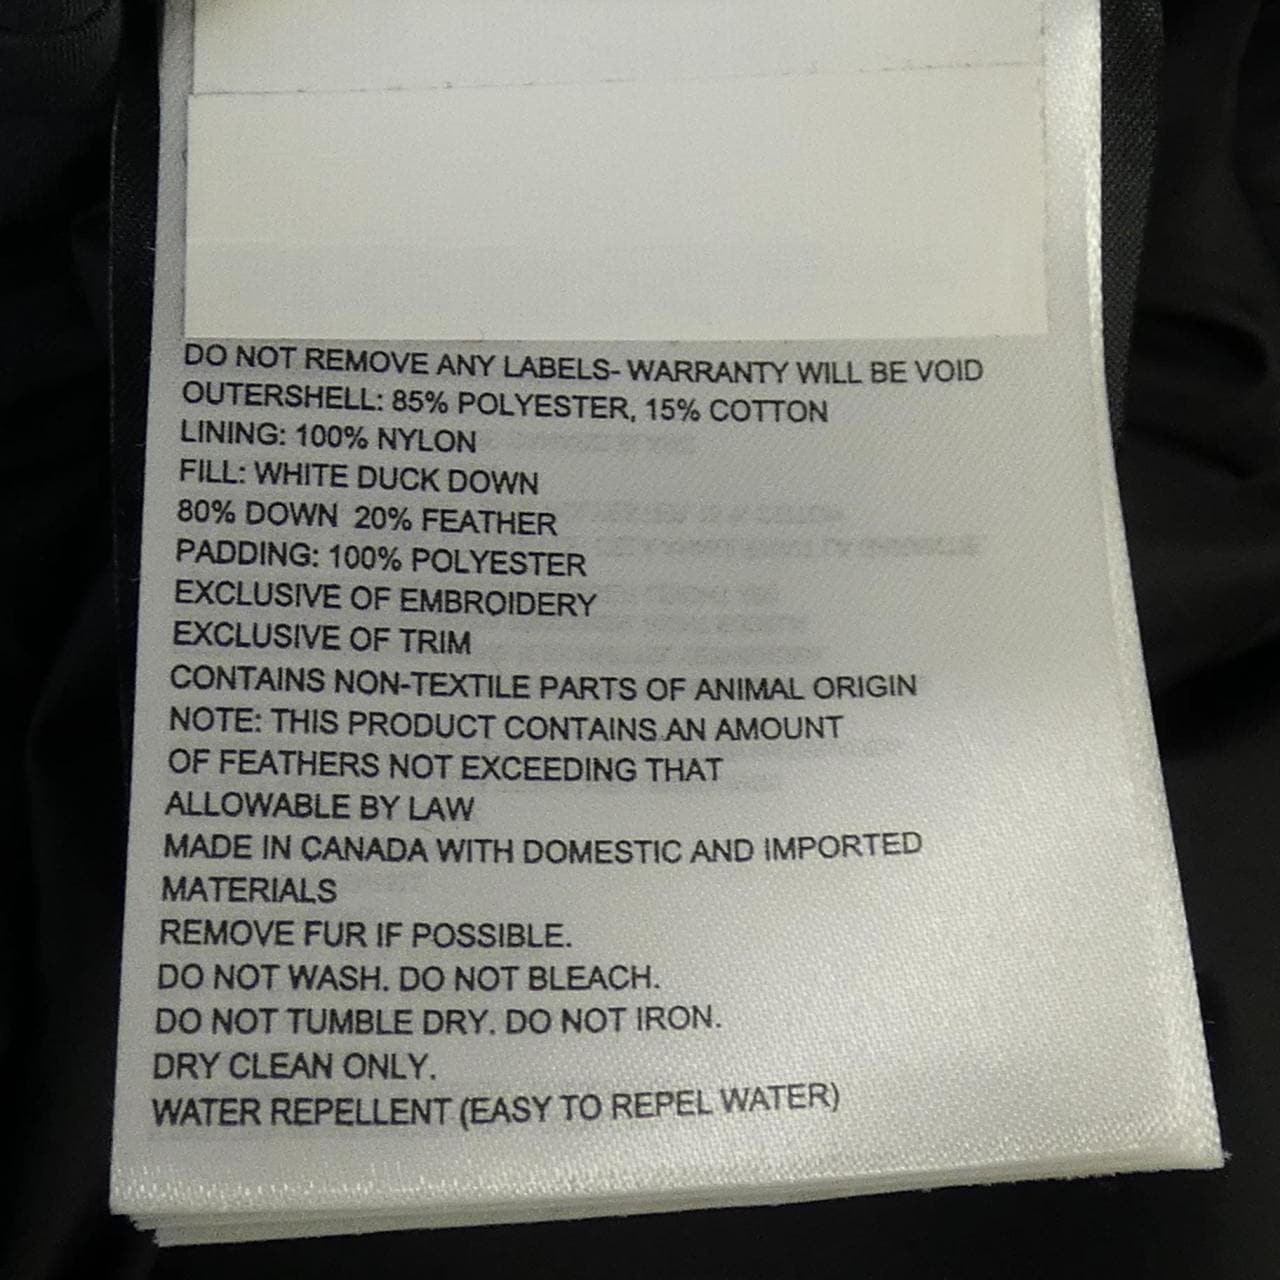 DO NOT REMOVE ANY LABELS- WARRANTY WILL BE VOID
OUTERSHELL: 85% POLYESTER, 15% COTTON
LINING: 100% NYLON
FILL: WHITE DUCK DOWN
80% DOWN 20% FEATHER
PADDING: 100% POLYESTER
EXCLUSIVE OF EMBROIDERY
EXCLUSIVE OF TRIM
CONTAINS NON-TEXTILE PARTS OF ANIMAL ORIGIN
NOTE: THIS PRODUCT CONTAINS AN AMOUNT
OF FEATHERS NOT EXCEEDING THAT
ALLOWABLE BY LAW
MADE IN CANADA WITH DOMESTIC AND IMPORTED
MATERIALS
REMOVE FUR IF POSSIBLE.
DO NOT WASH. DO NOT BLEACH.
DO NOT TUMBLE DRY. DO NOT IRON.
DRY CLEAN ONLY.
WATER REPELLENT (EASY TO REPEL WATER)